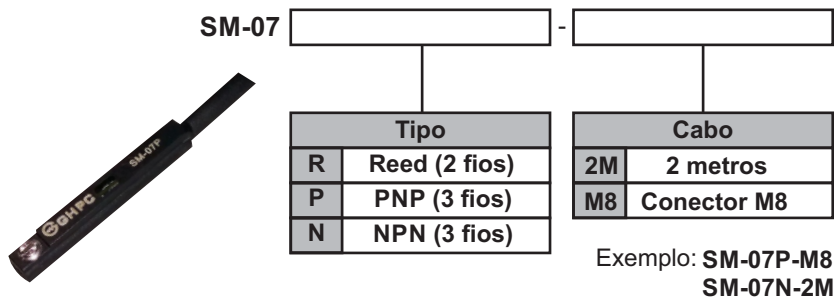 SM-07 -
Tipo
R Reed (2 fios)
P PNP (3 fios)
N NPN (3 fios)
Cabo
2M 2 metros
M8 Conector M8
Exemplo: SM-07P-M8
SM-07N-2M
GHPC SM-07P